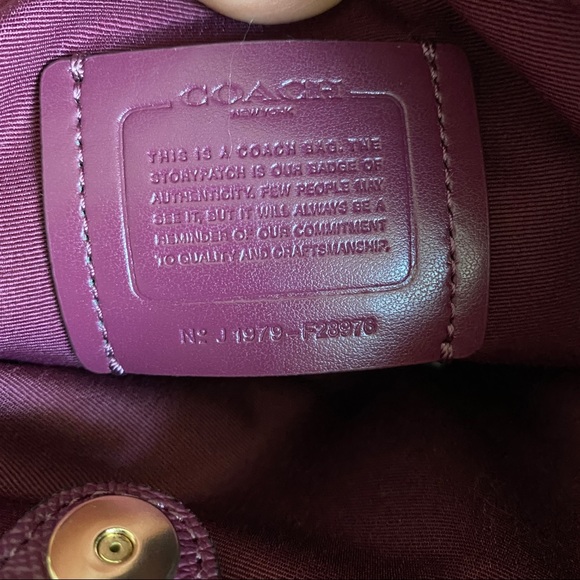 COACH
NEW YORK
THIS IS A COACH BAG. THE
STORYPATCH IS OUR BADGE OF
AUTHENTICITY. FEW PEOPLE MAY
SEE IT, BUT IT WILL ALWAYS BE A
REMINDER OF OUR COMMITMENT
TO QUALITY AND CRAFTSMANSHIP.
Nº J1979-F28976